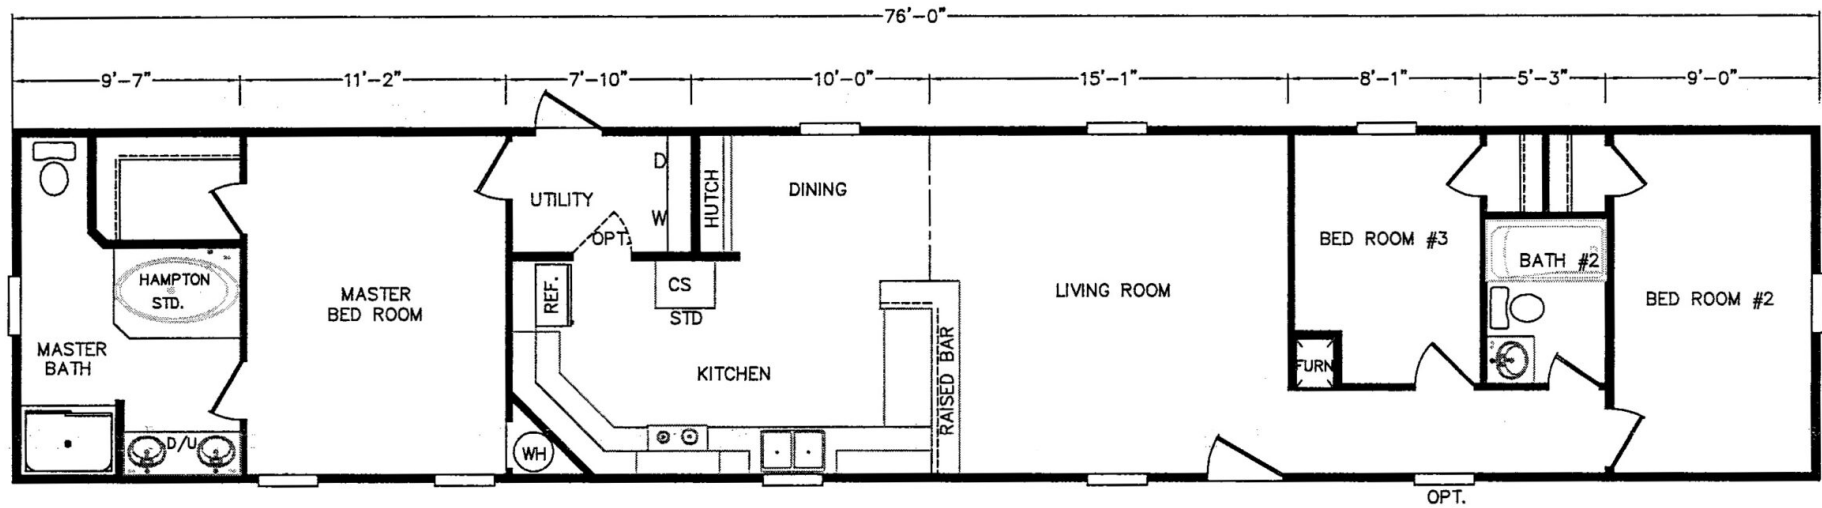 76'-0"
9'-7" 11'-2" 7'-10" 10'-0" 15'-1" 8'-1" 5'-3" 9'-0"
D
W
UTILITY
OPT.
HUTCH
DINING
BED ROOM #3
BATH #2
BED ROOM #2
HAMPTON
STD.
MASTER
BED ROOM
REF.
CS
STD
LIVING ROOM
MASTER
BATH
KITCHEN
RAISED BAR
FURN
D/U
WH
OPT.